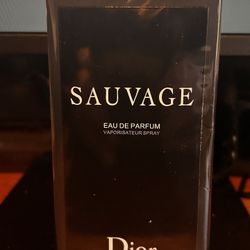 SAUVAGE
EAU DE PARFUM
VAPORISATEUR SPRAY
Dior